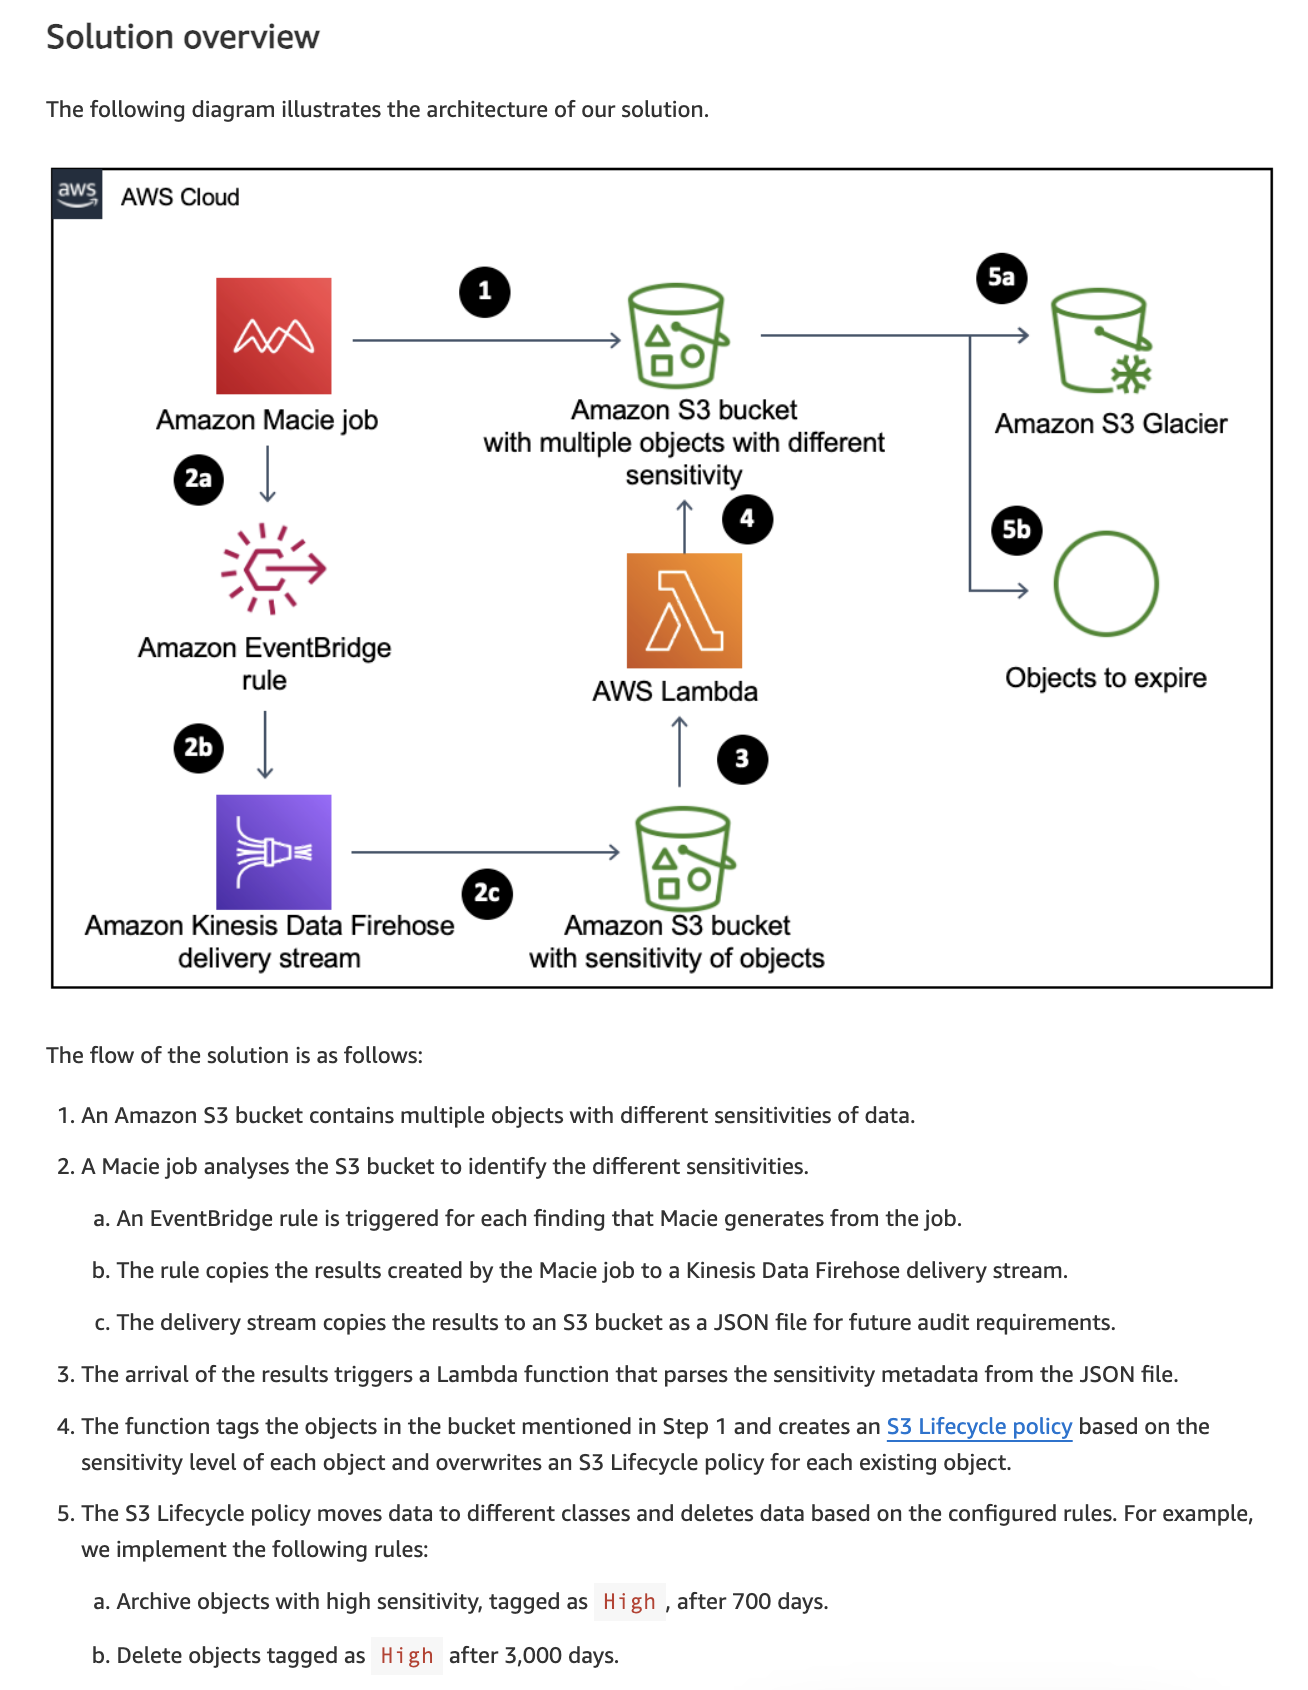 Solution overview
The following diagram illustrates the architecture of our solution.
aws
AWS Cloud
1
5a
Amazon Macie job
Amazon S3 bucket
with multiple objects with different
sensitivity
Amazon S3 Glacier
2a
4
5b
Amazon EventBridge
rule
AWS Lambda
Objects to expire
2b
3
2c
Amazon Kinesis Data Firehose
delivery stream
Amazon S3 bucket
with sensitivity of objects
The flow of the solution is as follows:
1. An Amazon S3 bucket contains multiple objects with different sensitivities of data.
2. A Macie job analyses the S3 bucket to identify the different sensitivities.
a. An EventBridge rule is triggered for each finding that Macie generates from the job.
b. The rule copies the results created by the Macie job to a Kinesis Data Firehose delivery stream.
c. The delivery stream copies the results to an S3 bucket as a JSON file for future audit requirements.
3. The arrival of the results triggers a Lambda function that parses the sensitivity metadata from the JSON file.
4. The function tags the objects in the bucket mentioned in Step 1 and creates an S3 Lifecycle policy based on the
sensitivity level of each object and overwrites an S3 Lifecycle policy for each existing object.
5. The S3 Lifecycle policy moves data to different classes and deletes data based on the configured rules. For example,
we implement the following rules:
a. Archive objects with high sensitivity, tagged as High , after 700 days.
b. Delete objects tagged as High after 3,000 days.